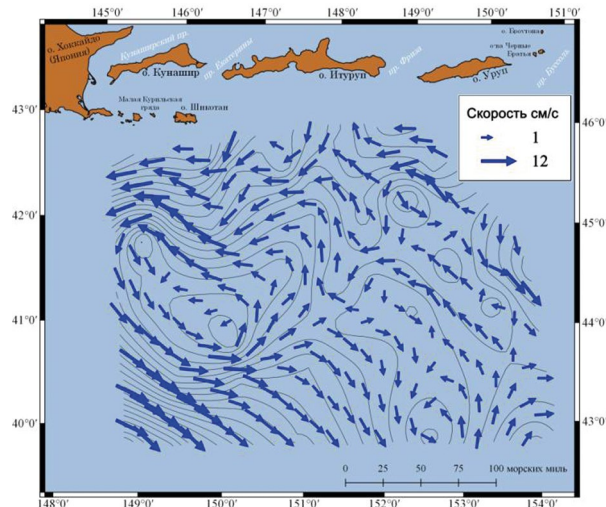 145°0' 146°0' 147°0' 148°0' 149°0' 150°0' 151°0'
о. Хоккайдо
(Япония)
Кунаширский пр.
о. Кунашир
пр. Екатерины
о. Итуруп
пр. Фриза
о. Уруп
о-ва Черные
Братья
о. Броутона
пр. Буссоль
Малая Курильская
гряда
о. Шикотан
Скорость см/с
1
12
43°0'
42°0'
41°0'
40°0'
46°0'
45°0'
44°0'
43°0'
0 25 50 75 100 морских миль
148°0' 149°0' 150°0' 151°0' 152°0' 153°0' 154°0'